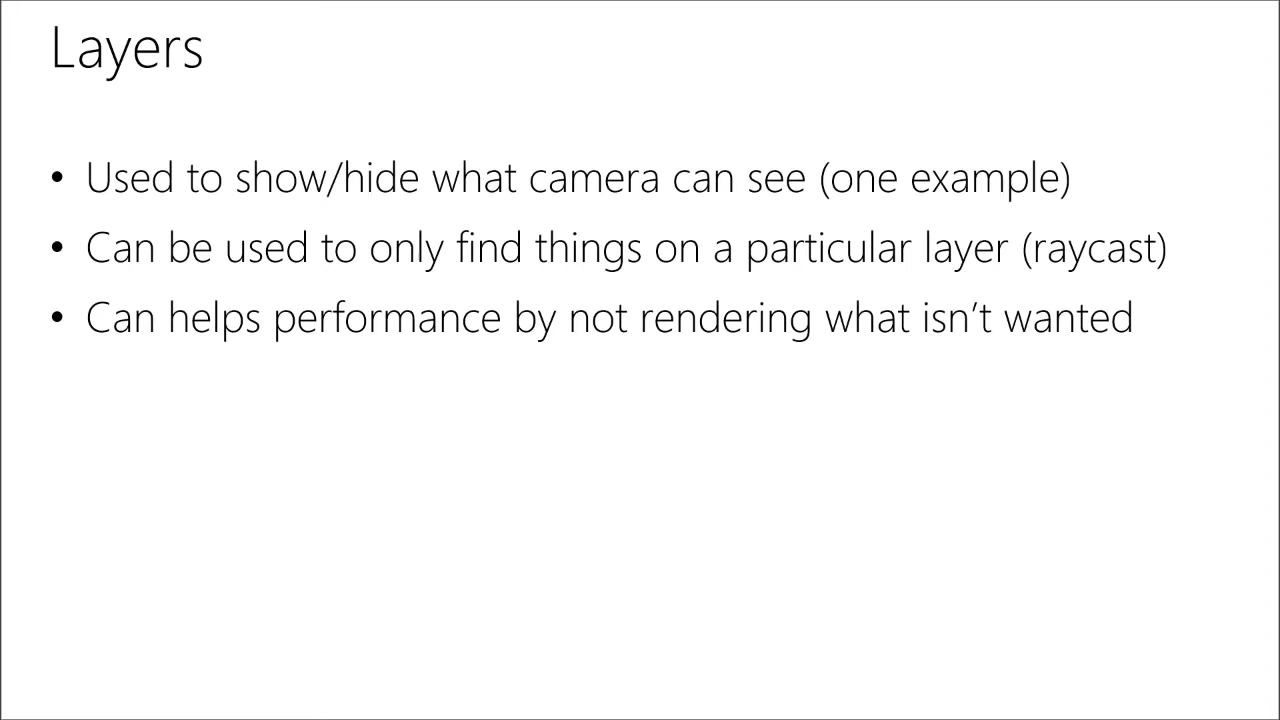 Layers
• Used to show/hide what camera can see (one example)
• Can be used to only find things on a particular layer (raycast)
• Can helps performance by not rendering what isn’t wanted